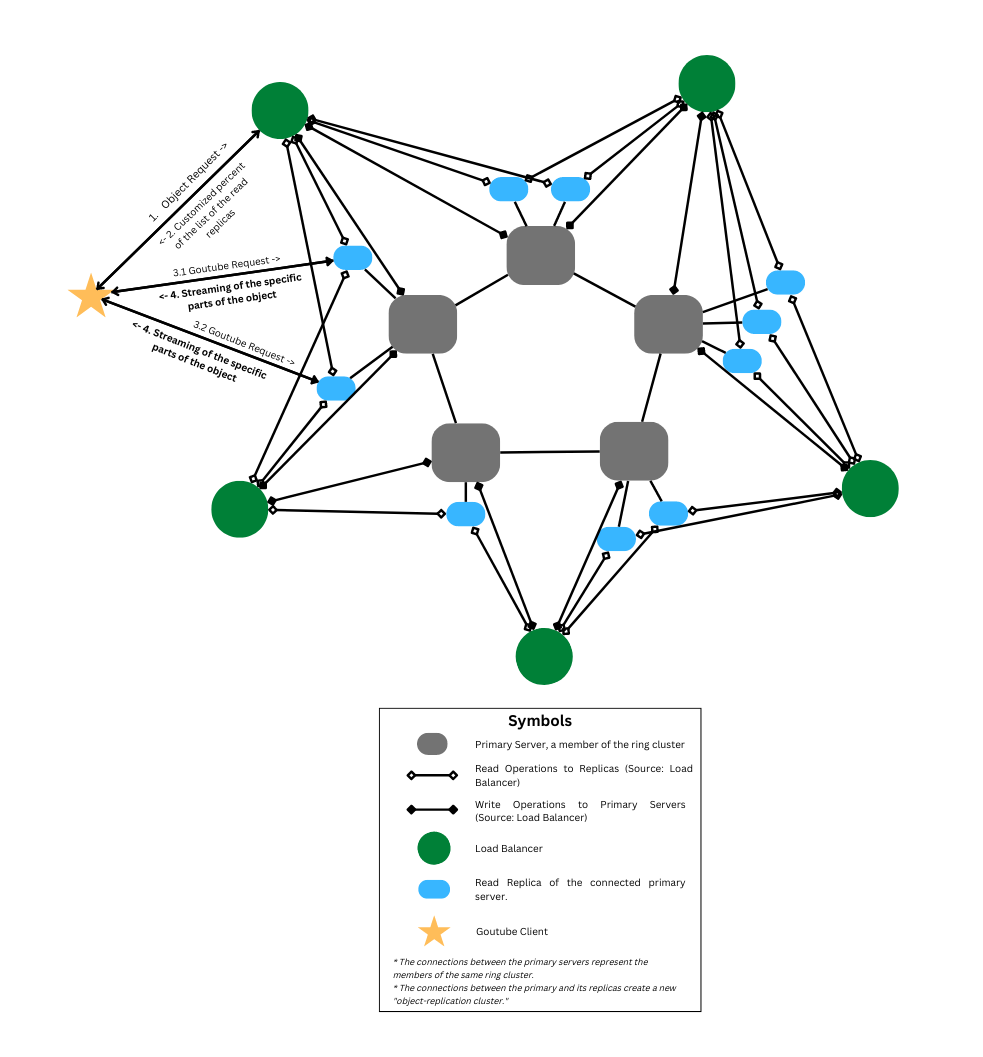 1.  Object Request ->
<- 2. Customized percent
of the list of the read
replicas
3.1 Goutube Request ->
<- 4. Streaming of the specific
parts of the object
3.2 Goutube Request ->
<- 4. Streaming of the specific
parts of the object
Symbols
Primary Server, a member of the ring cluster
Read Operations to Replicas (Source: Load
Balancer)
Write Operations to Primary Servers
(Source: Load Balancer)
Load Balancer
Read Replica of the connected primary
server.
Goutube Client
* The connections between the primary servers represent the
members of the same ring cluster.
* The connections between the primary and its replicas create a new
"object-replication cluster."